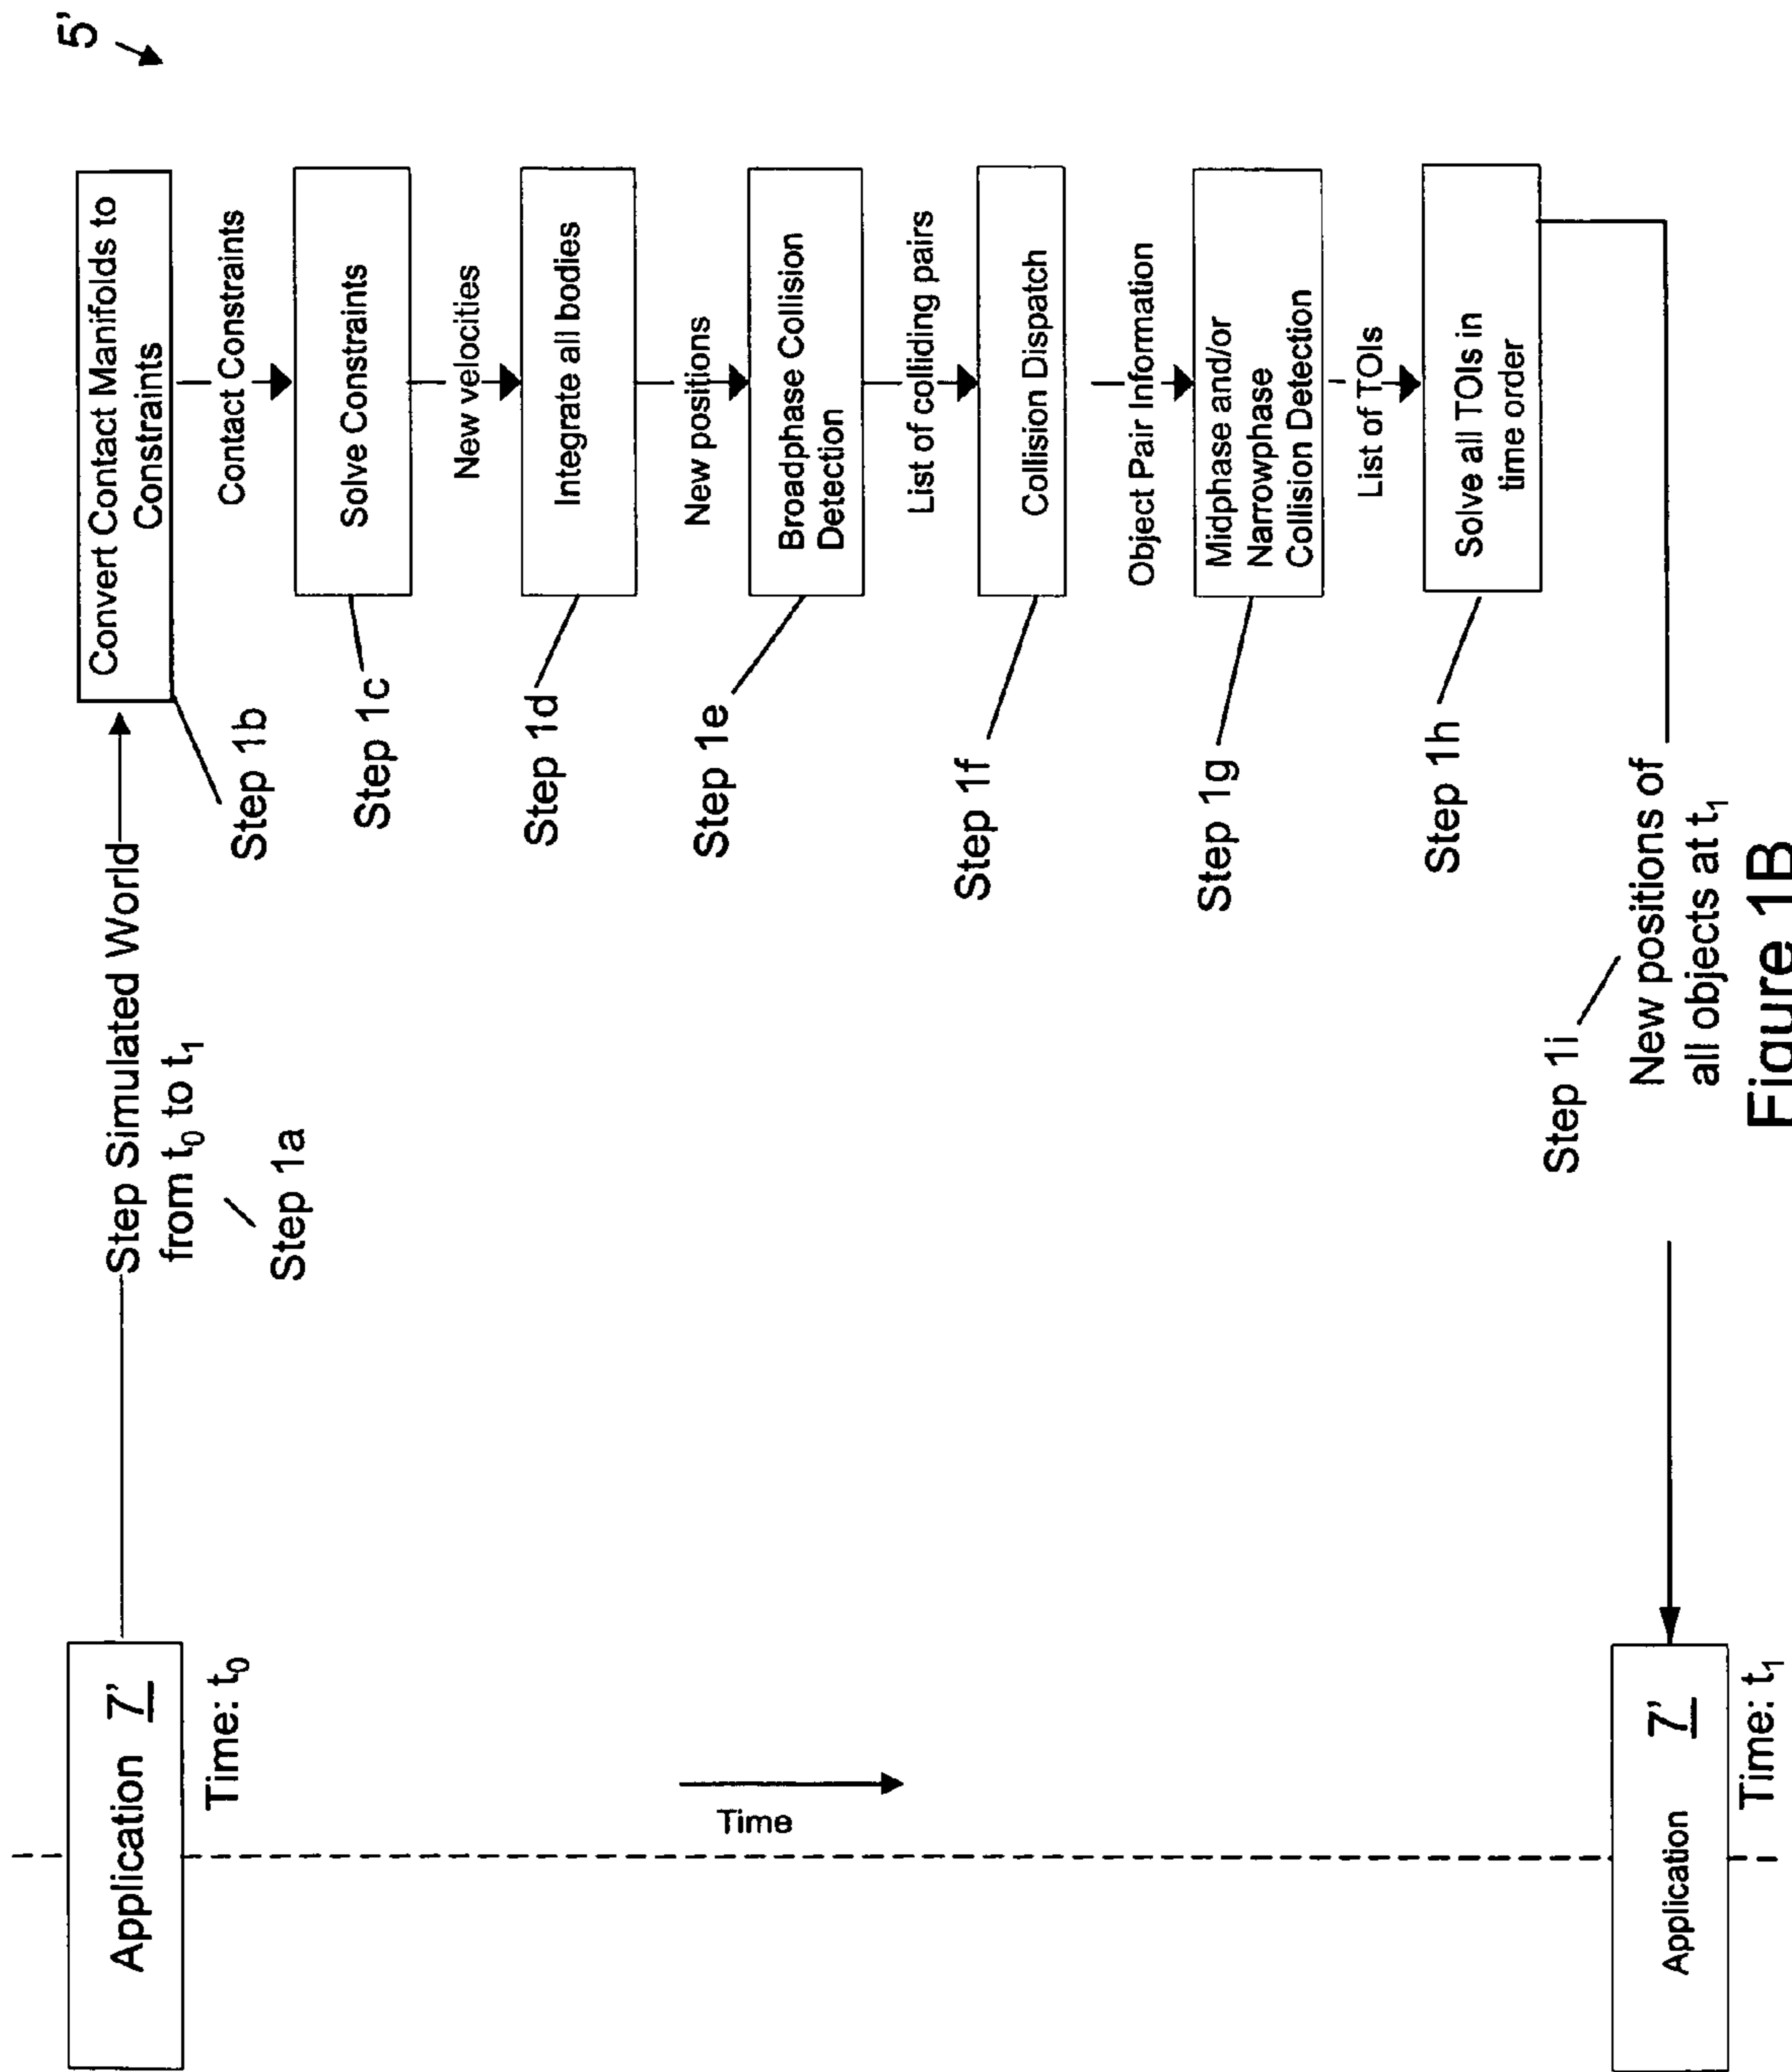 5'
Application 7'
Time: t0
Step Simulated World
from t0 to t1
Step 1a
Convert Contact Manifolds to
Constraints
Step 1b
Contact Constraints
Solve Constraints
Step 1c
New velocities
Integrate all bodies
Step 1d
New positions
Broadphase Collision
Detection
Step 1e
List of colliding pairs
Collision Dispatch
Step 1f
Object Pair Information
Midphase and/or
Narrowphase
Collision Detection
Step 1g
List of TOIs
Solve all TOIs in
time order
Step 1h
Time
Step 1i
New positions of
all objects at t1
Application 7'
Time: t1
Figure 1B